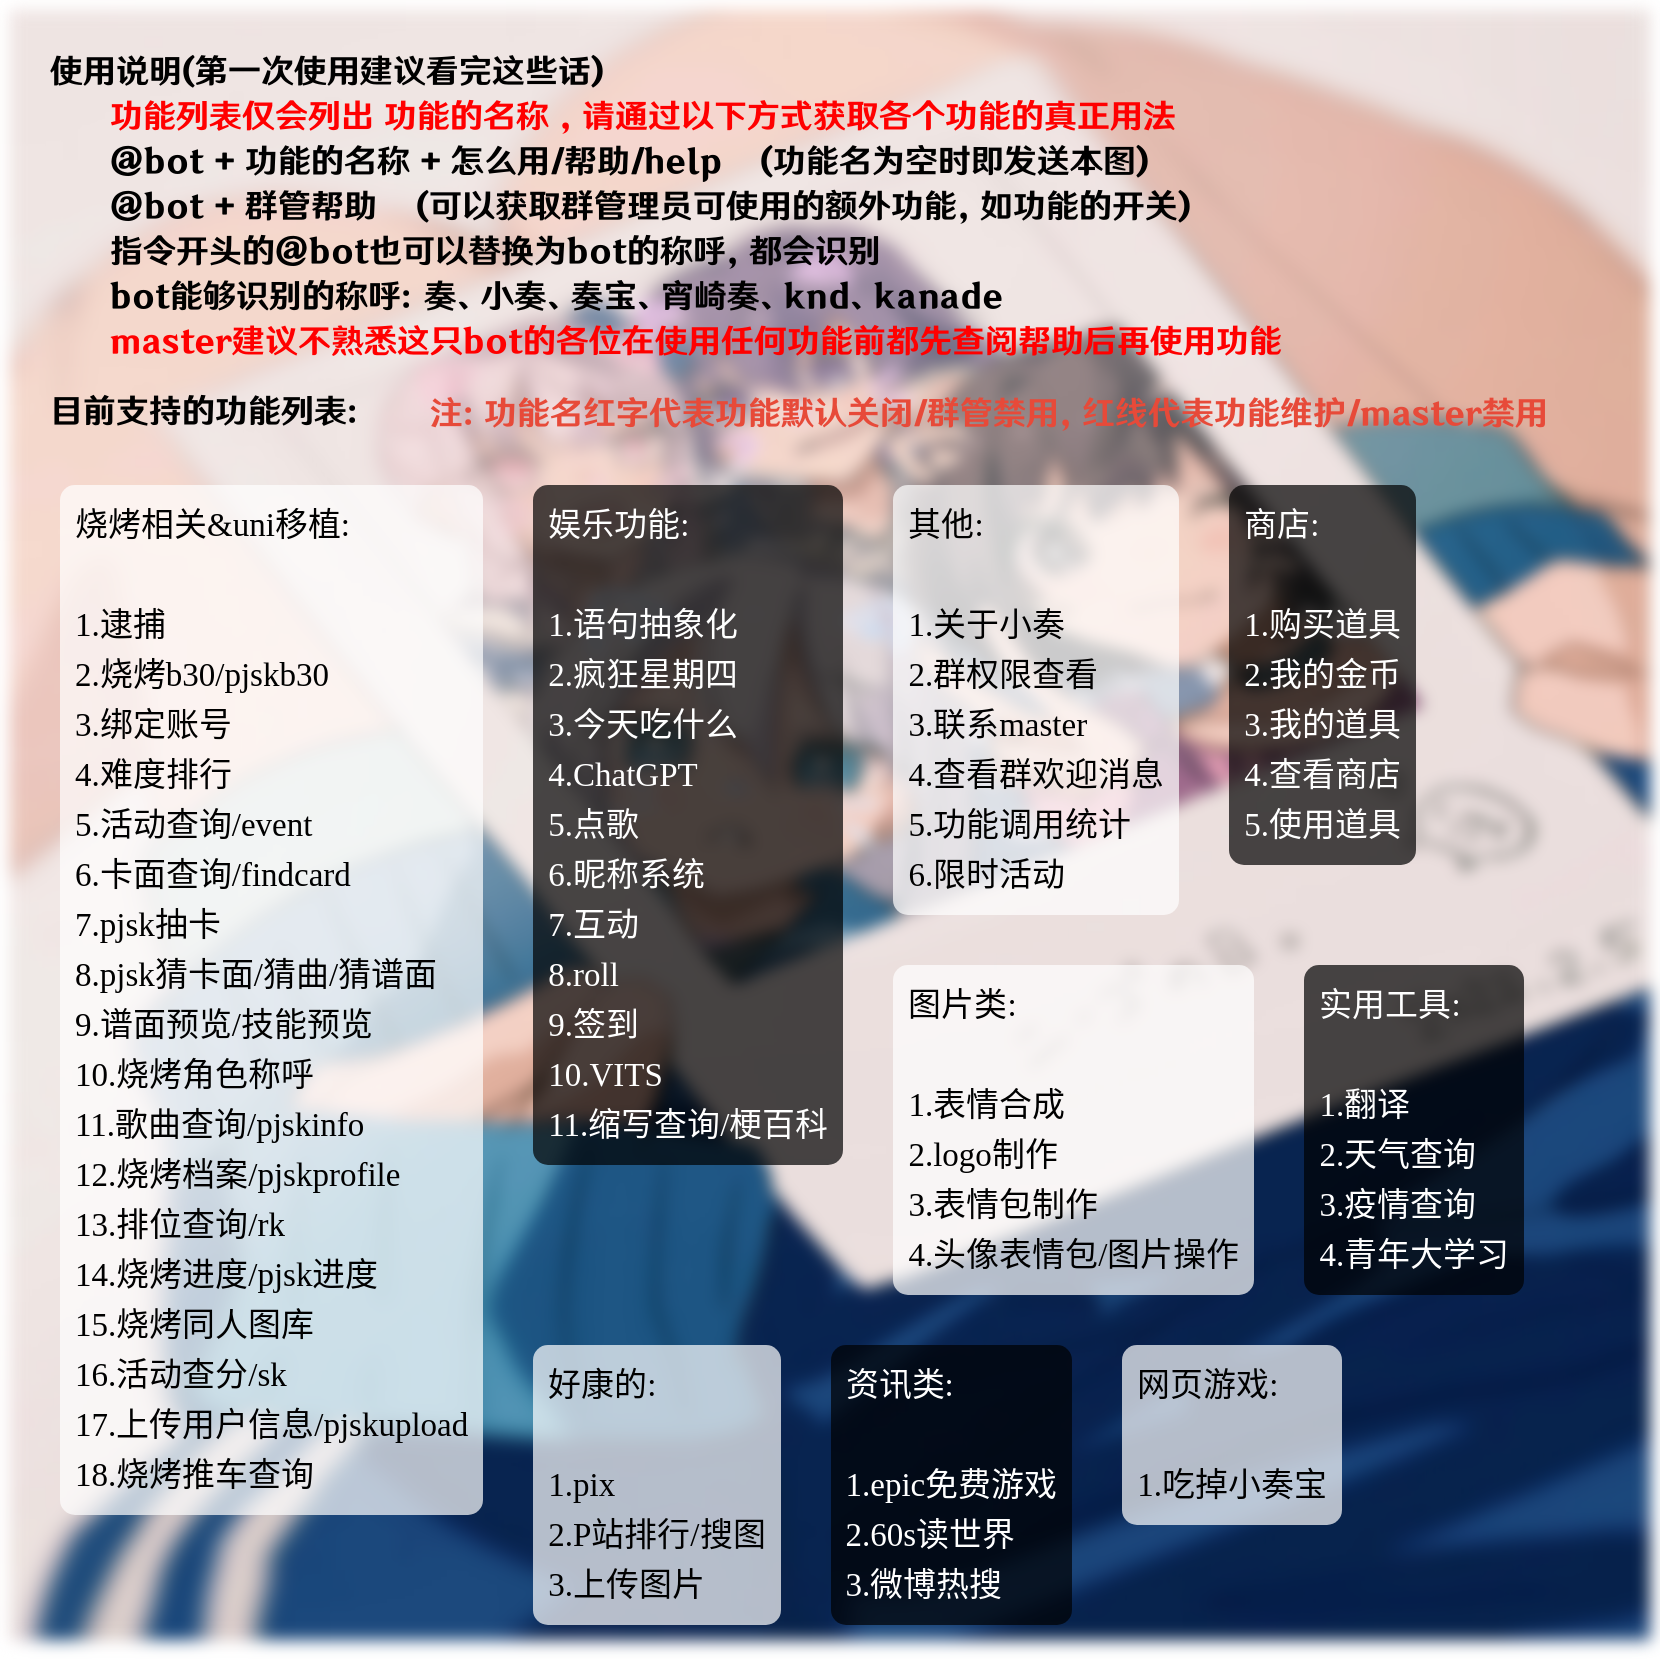 使用说明(第一次使用建议看完这些话)
功能列表仅会列出 功能的名称，请通过以下方式获取各个功能的真正用法
@bot + 功能的名称 + 怎么用/帮助/help （功能名为空时即发送本图）
@bot + 群管帮助 （可以获取群管理员可使用的额外功能, 如功能的开关）
指令开头的@bot也可以替换为bot的称呼, 都会识别
bot能够识别的称呼: 奏、小奏、奏宝、宵崎奏、knd、kanade
master建议不熟悉这只bot的各位在使用任何功能前都先查阅帮助后再使用功能
目前支持的功能列表:
注: 功能名红字代表功能默认关闭/群管禁用, 红线代表功能维护/master禁用
烧烤相关&uni移植:
1.逮捕
2.烧烤b30/pjskb30
3.绑定账号
4.难度排行
5.活动查询/event
6.卡面查询/findcard
7.pjsk抽卡
8.pjsk猜卡面/猜曲/猜谱面
9.谱面预览/技能预览
10.烧烤角色称呼
11.歌曲查询/pjskinfo
12.烧烤档案/pjskprofile
13.排位查询/rk
14.烧烤进度/pjsk进度
15.烧烤同人图库
16.活动查分/sk
17.上传用户信息/pjskupload
18.烧烤推车查询
娱乐功能:
1.语句抽象化
2.疯狂星期四
3.今天吃什么
4.ChatGPT
5.点歌
6.昵称系统
7.互动
8.roll
9.签到
10.VITS
11.缩写查询/梗百科
其他:
1.关于小奏
2.群权限查看
3.联系master
4.查看群欢迎消息
5.功能调用统计
6.限时活动
商店:
1.购买道具
2.我的金币
3.我的道具
4.查看商店
5.使用道具
图片类:
1.表情合成
2.logo制作
3.表情包制作
4.头像表情包/图片操作
实用工具:
1.翻译
2.天气查询
3.疫情查询
4.青年大学习
好康的:
1.pix
2.P站排行/搜图
3.上传图片
资讯类:
1.epic免费游戏
2.60s读世界
3.微博热搜
网页游戏:
1.吃掉小奏宝